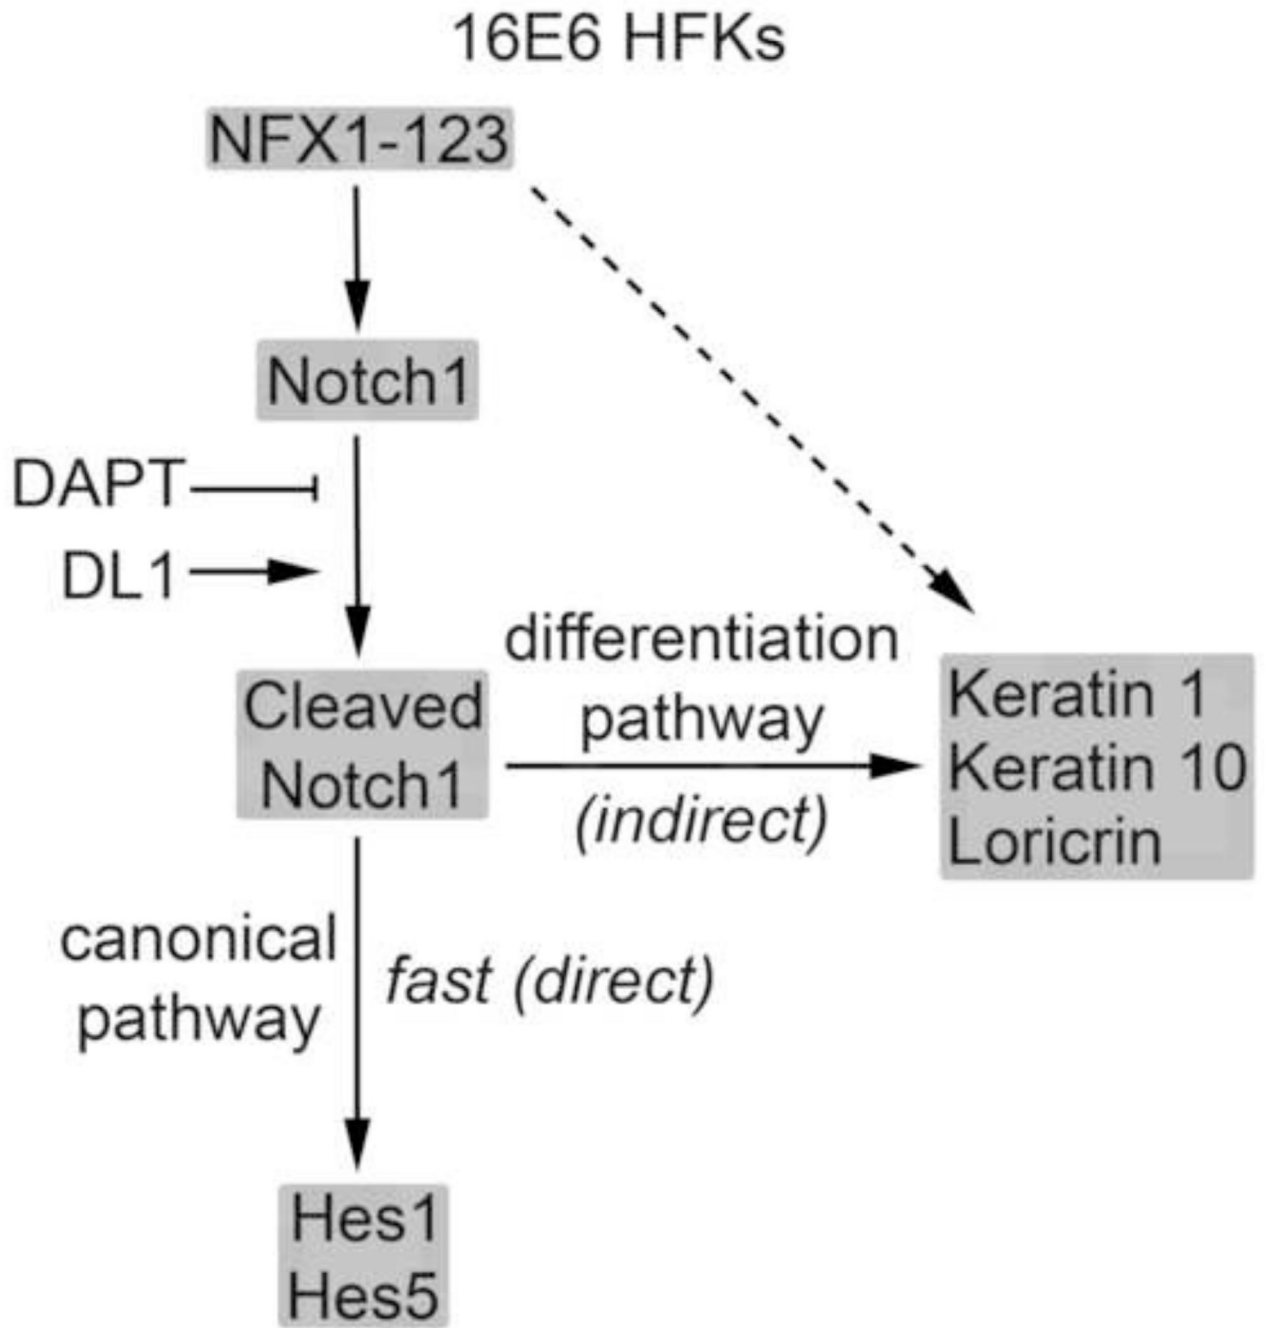 16E6 HFKs
NFX1-123
Notch1
DAPT
DL1
differentiation
pathway
(indirect)
Cleaved
Notch1
Keratin 1
Keratin 10
Loricrin
canonical
pathway
fast (direct)
Hes1
Hes5